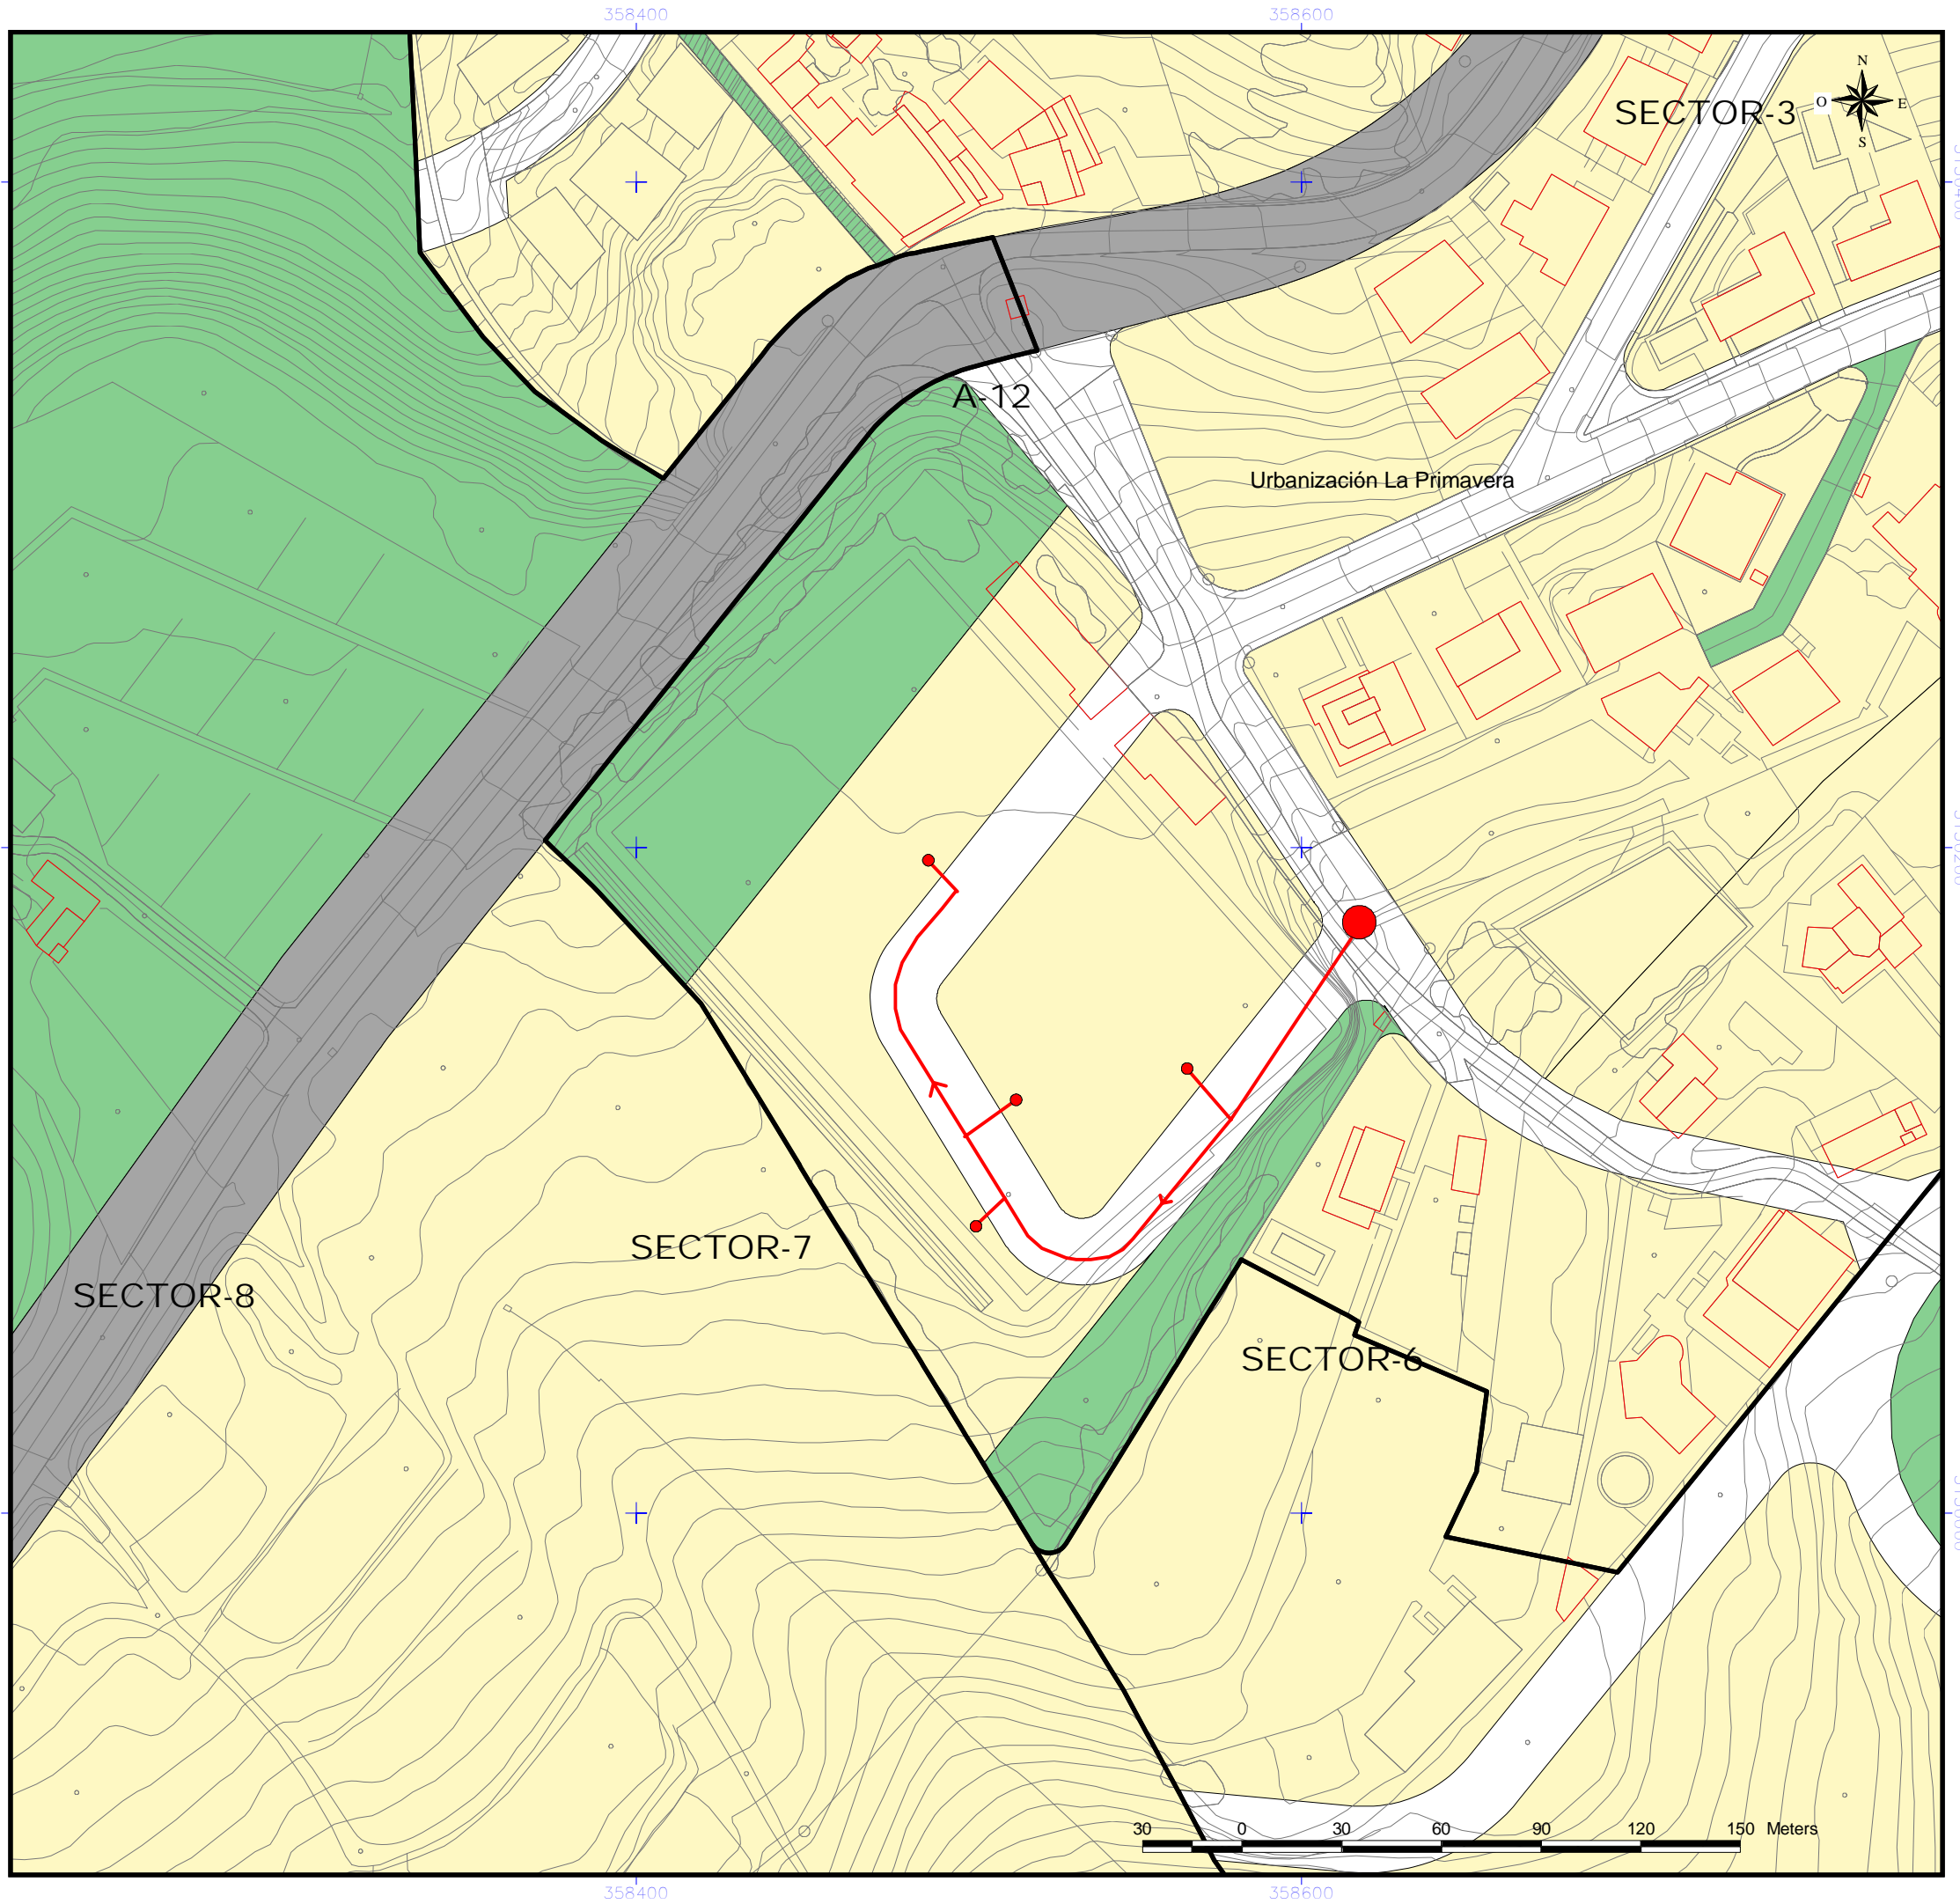 358400
358600
N
O
E
S
SECTOR-3
A-12
Urbanización La Primavera
SECTOR-7
SECTOR-8
SECTOR-6
30 0 30 60 90 120 150 Meters
358400
358600